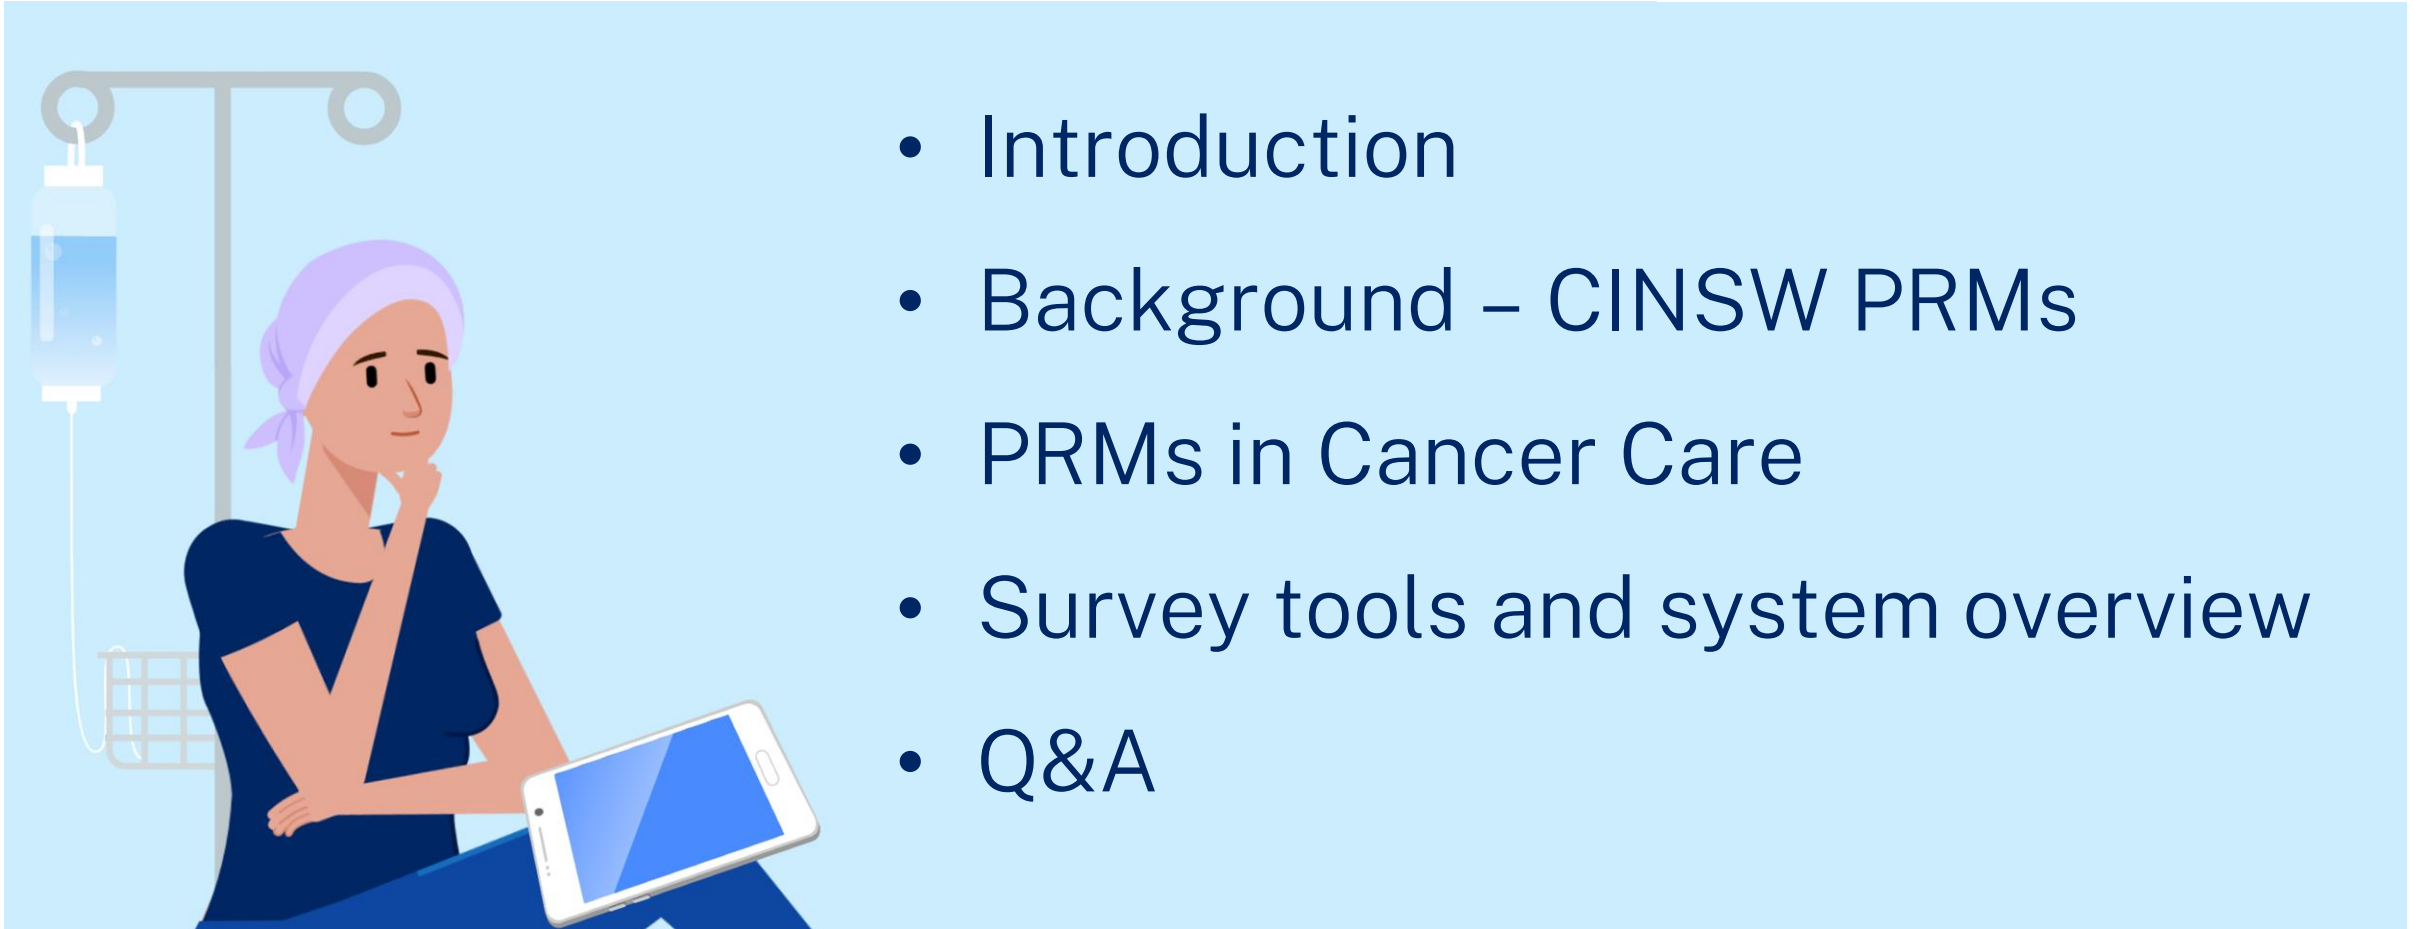 • Introduction
• Background – CINSW PRMs
• PRMs in Cancer Care
• Survey tools and system overview
• Q&A